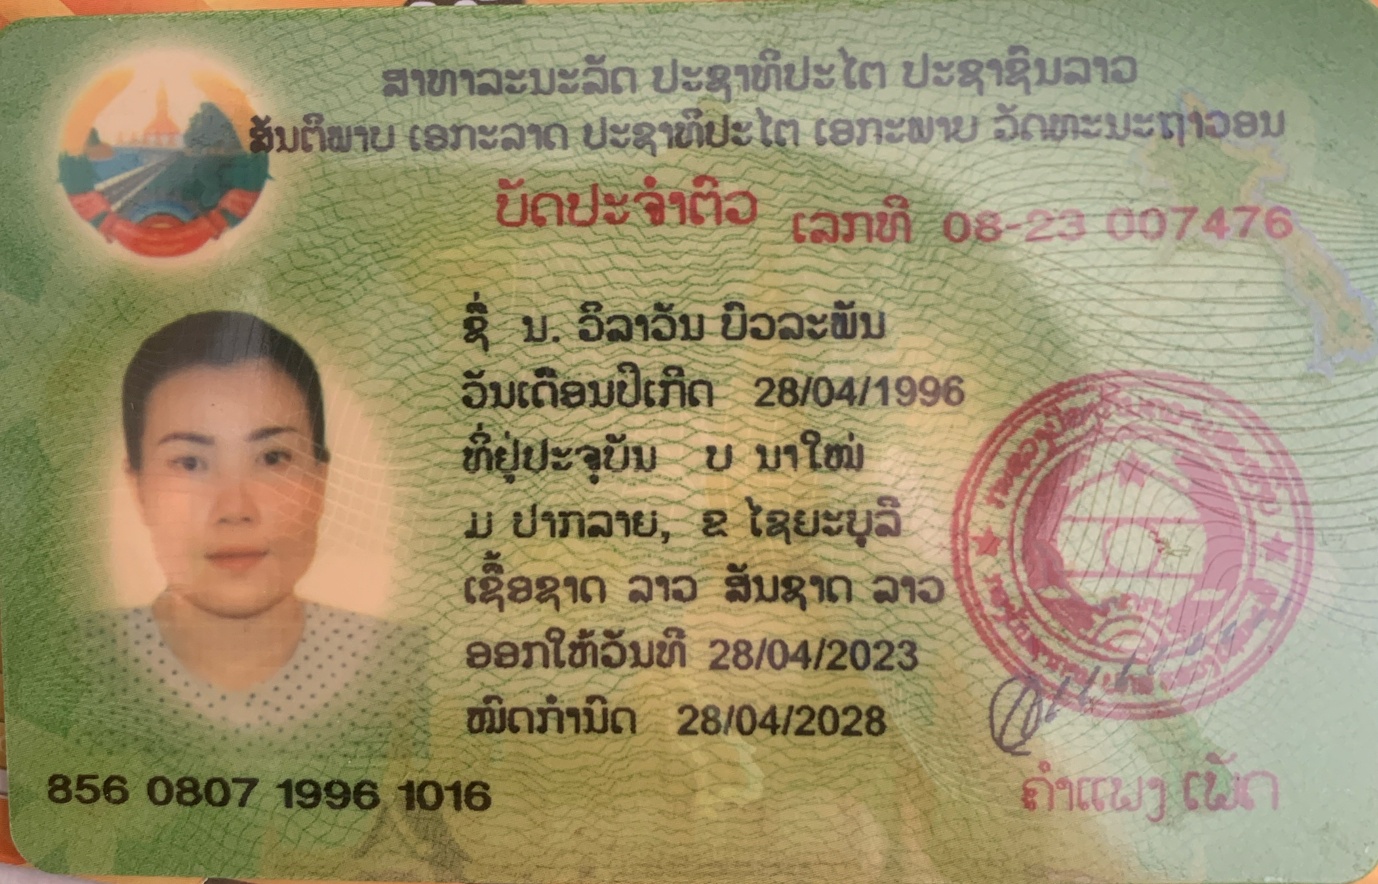 ສາທາລະນະລັດ ປະຊາທິປະໄຕ ປະຊາຊົນລາວ
ສັນຕິພາບ ເອກະລາດ ປະຊາທິປະໄຕ ເອກະພາບ ວັດທະນະຖາວອນ
ບັດປະຈຳຕົວ ເລກທີ 08-23 007476
ຊື່ ນ. ວິລາວັນ ບົວລະພັນ
ວັນເດືອນປີເກີດ 28/04/1996
ທີ່ຢູ່ປະຈຸບັນ ບ ນາໃໝ່
ມ ປາກລາຍ, ຂ ໄຊຍະບຸລີ
ເຊື້ອຊາດ ລາວ ສັນຊາດ ລາວ
ອອກໃຫ້ວັນທີ 28/04/2023
ໝົດກຳນົດ 28/04/2028
856 0807 1996 1016
ຄຳແພງ ເພັດ